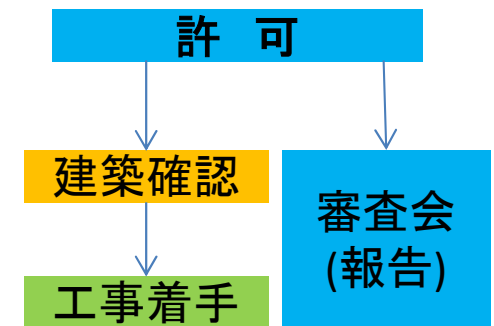 許　可
建築確認
審査会
(報告)
工事着手